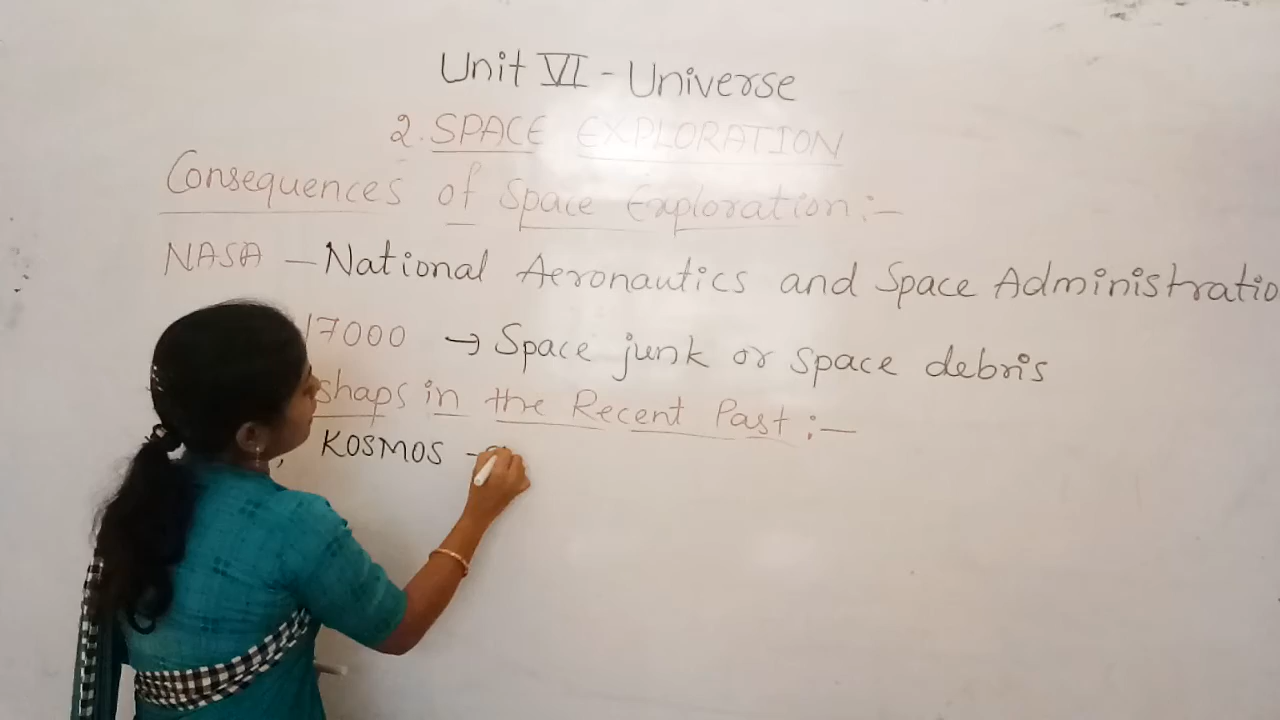 Unit VI - Universe
2. SPACE EXPLORATION
Consequences of Space Exploration :-
NASA - National Aeronautics and Space Administratio
17000 → Space junk or space debris
shaps in the Recent Past :-
, KOSMOS -